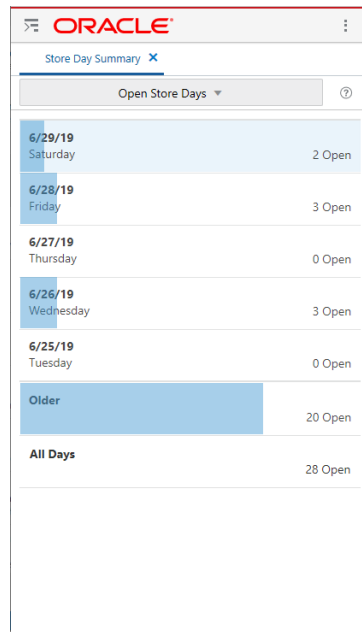 ORACLE
Store Day Summary ✕
Open Store Days
6/29/19
Saturday
2 Open
6/28/19
Friday
3 Open
6/27/19
Thursday
0 Open
6/26/19
Wednesday
3 Open
6/25/19
Tuesday
0 Open
Older
20 Open
All Days
28 Open